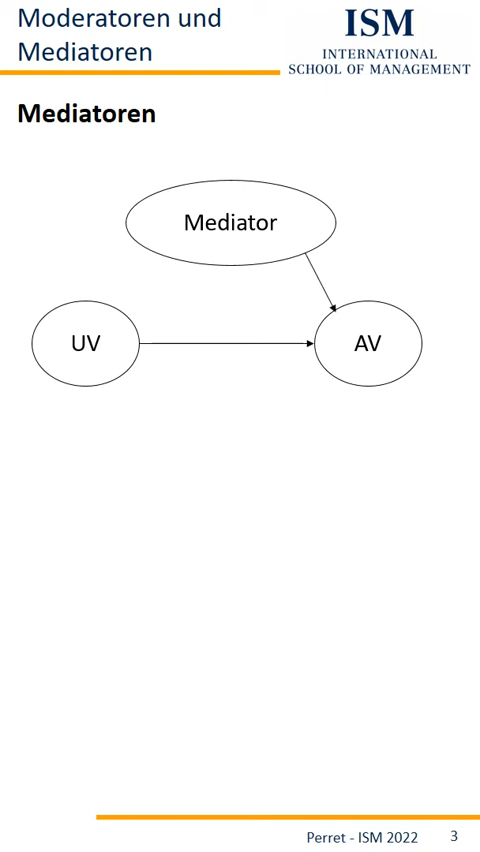 Moderatoren und
Mediatoren
ISM
INTERNATIONAL
SCHOOL OF MANAGEMENT
Mediatoren
Mediator
UV
AV
Perret - ISM 2022
3